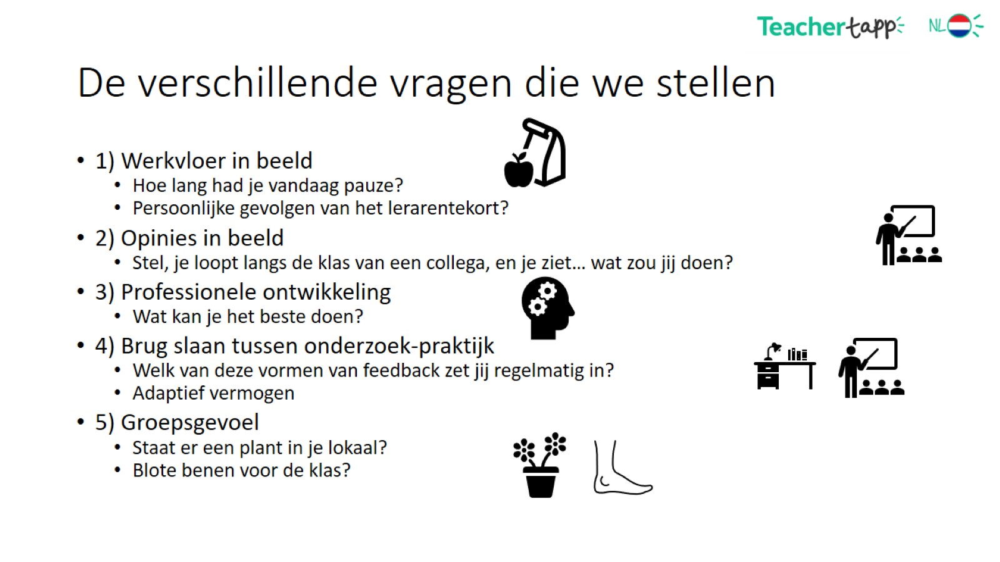 Teachertapp NL
De verschillende vragen die we stellen
• 1) Werkvloer in beeld
• Hoe lang had je vandaag pauze?
• Persoonlijke gevolgen van het lerarentekort?
• 2) Opinies in beeld
• Stel, je loopt langs de klas van een collega, en je ziet... wat zou jij doen?
• 3) Professionele ontwikkeling
• Wat kan je het beste doen?
• 4) Brug slaan tussen onderzoek-praktijk
• Welk van deze vormen van feedback zet jij regelmatig in?
• Adaptief vermogen
• 5) Groepsgevoel
• Staat er een plant in je lokaal?
• Blote benen voor de klas?